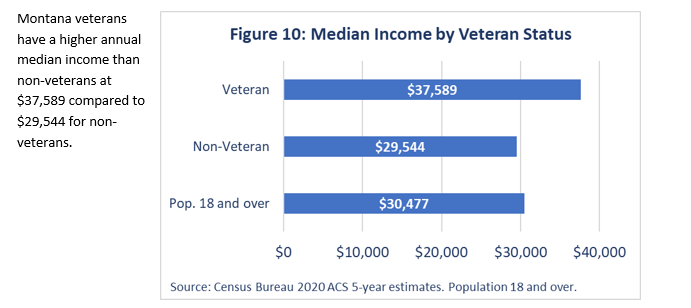 Montana veterans
have a higher annual
median income than
non-veterans at
$37,589 compared to
$29,544 for non-
veterans.
Figure 10: Median Income by Veteran Status
Veteran $37,589
Non-Veteran $29,544
Pop. 18 and over $30,477
$0 $10,000 $20,000 $30,000 $40,000
Source: Census Bureau 2020 ACS 5-year estimates. Population 18 and over.